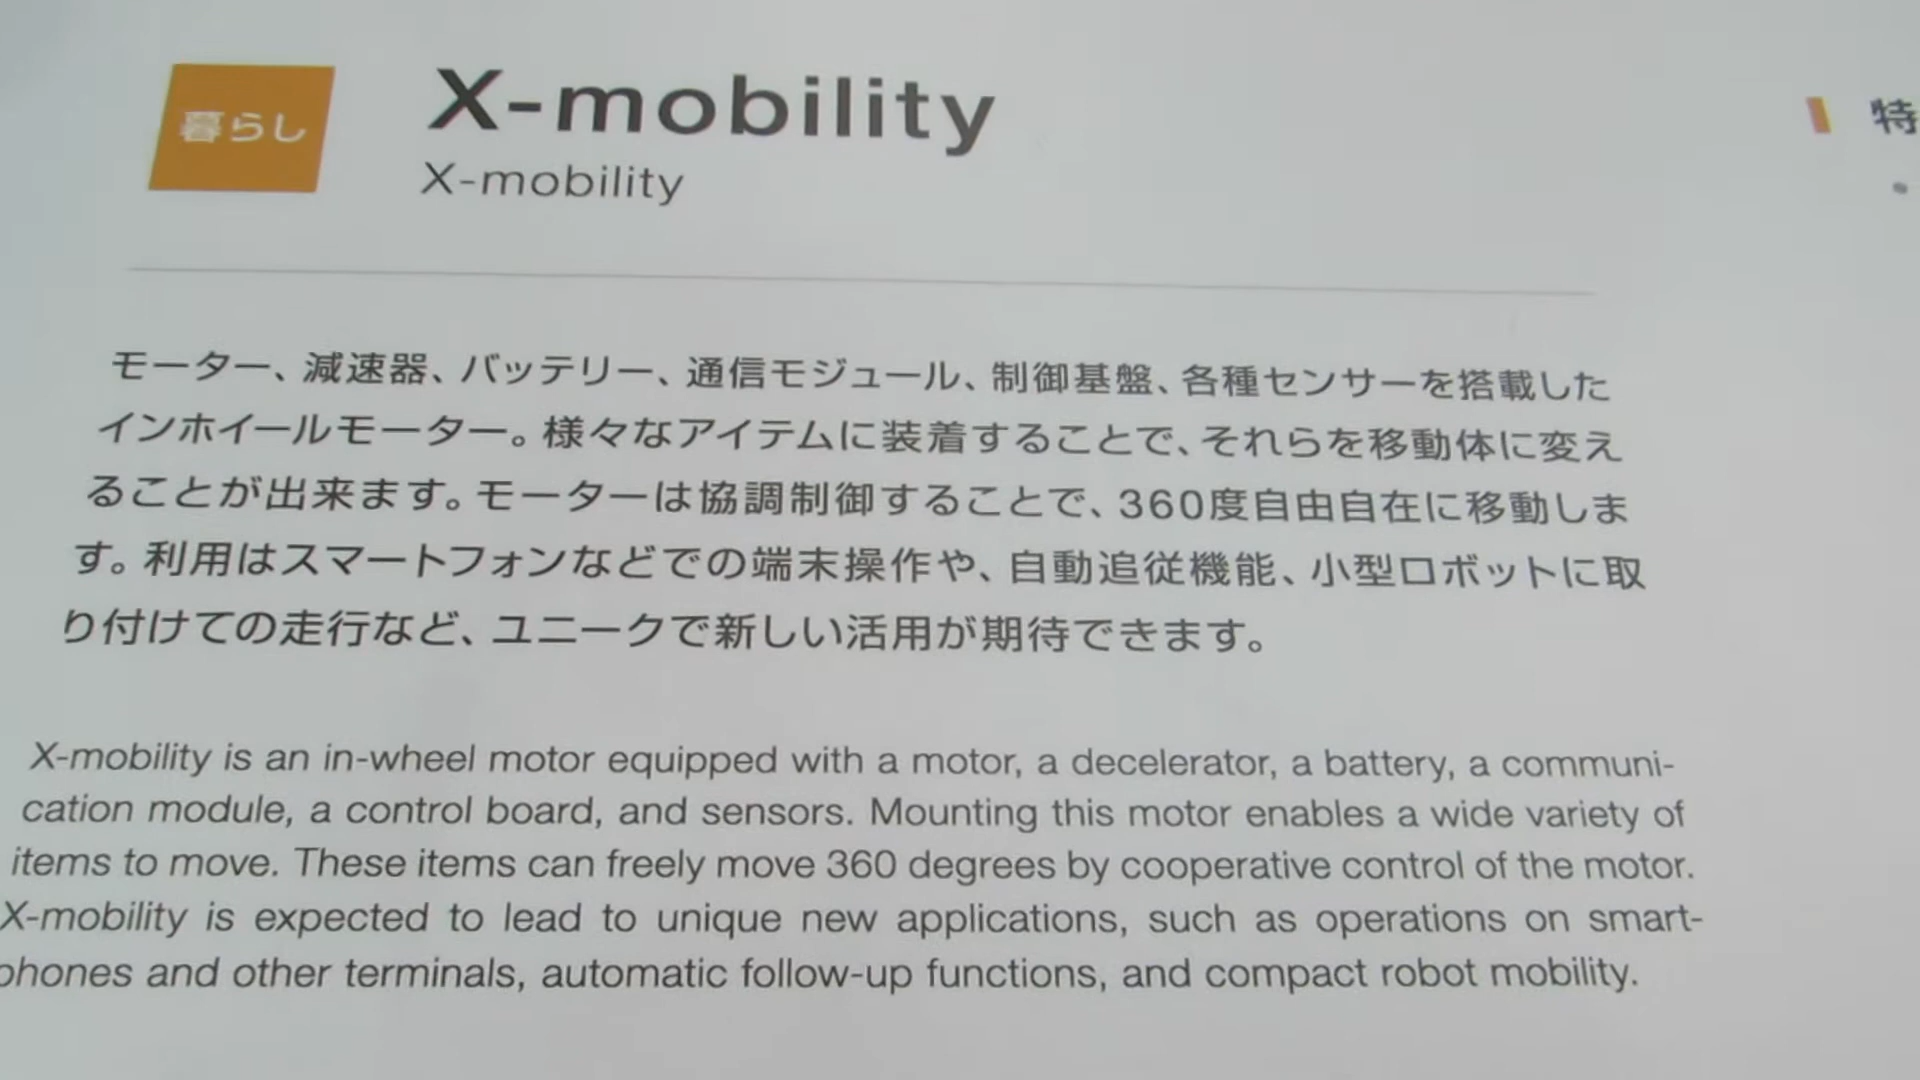 暮らし
X-mobility
X-mobility
モーター、減速器、バッテリー、通信モジュール、制御基盤、各種センサーを搭載した
インホイールモーター。様々なアイテムに装着することで、それらを移動体に変え
ることが出来ます。モーターは協調制御することで、360度自由自在に移動しま
す。利用はスマートフォンなどでの端末操作や、自動追従機能、小型ロボットに取
り付けての走行など、ユニークで新しい活用が期待できます。
X-mobility is an in-wheel motor equipped with a motor, a decelerator, a battery, a communi-
cation module, a control board, and sensors. Mounting this motor enables a wide variety of
items to move. These items can freely move 360 degrees by cooperative control of the motor.
X-mobility is expected to lead to unique new applications, such as operations on smart-
phones and other terminals, automatic follow-up functions, and compact robot mobility.
特